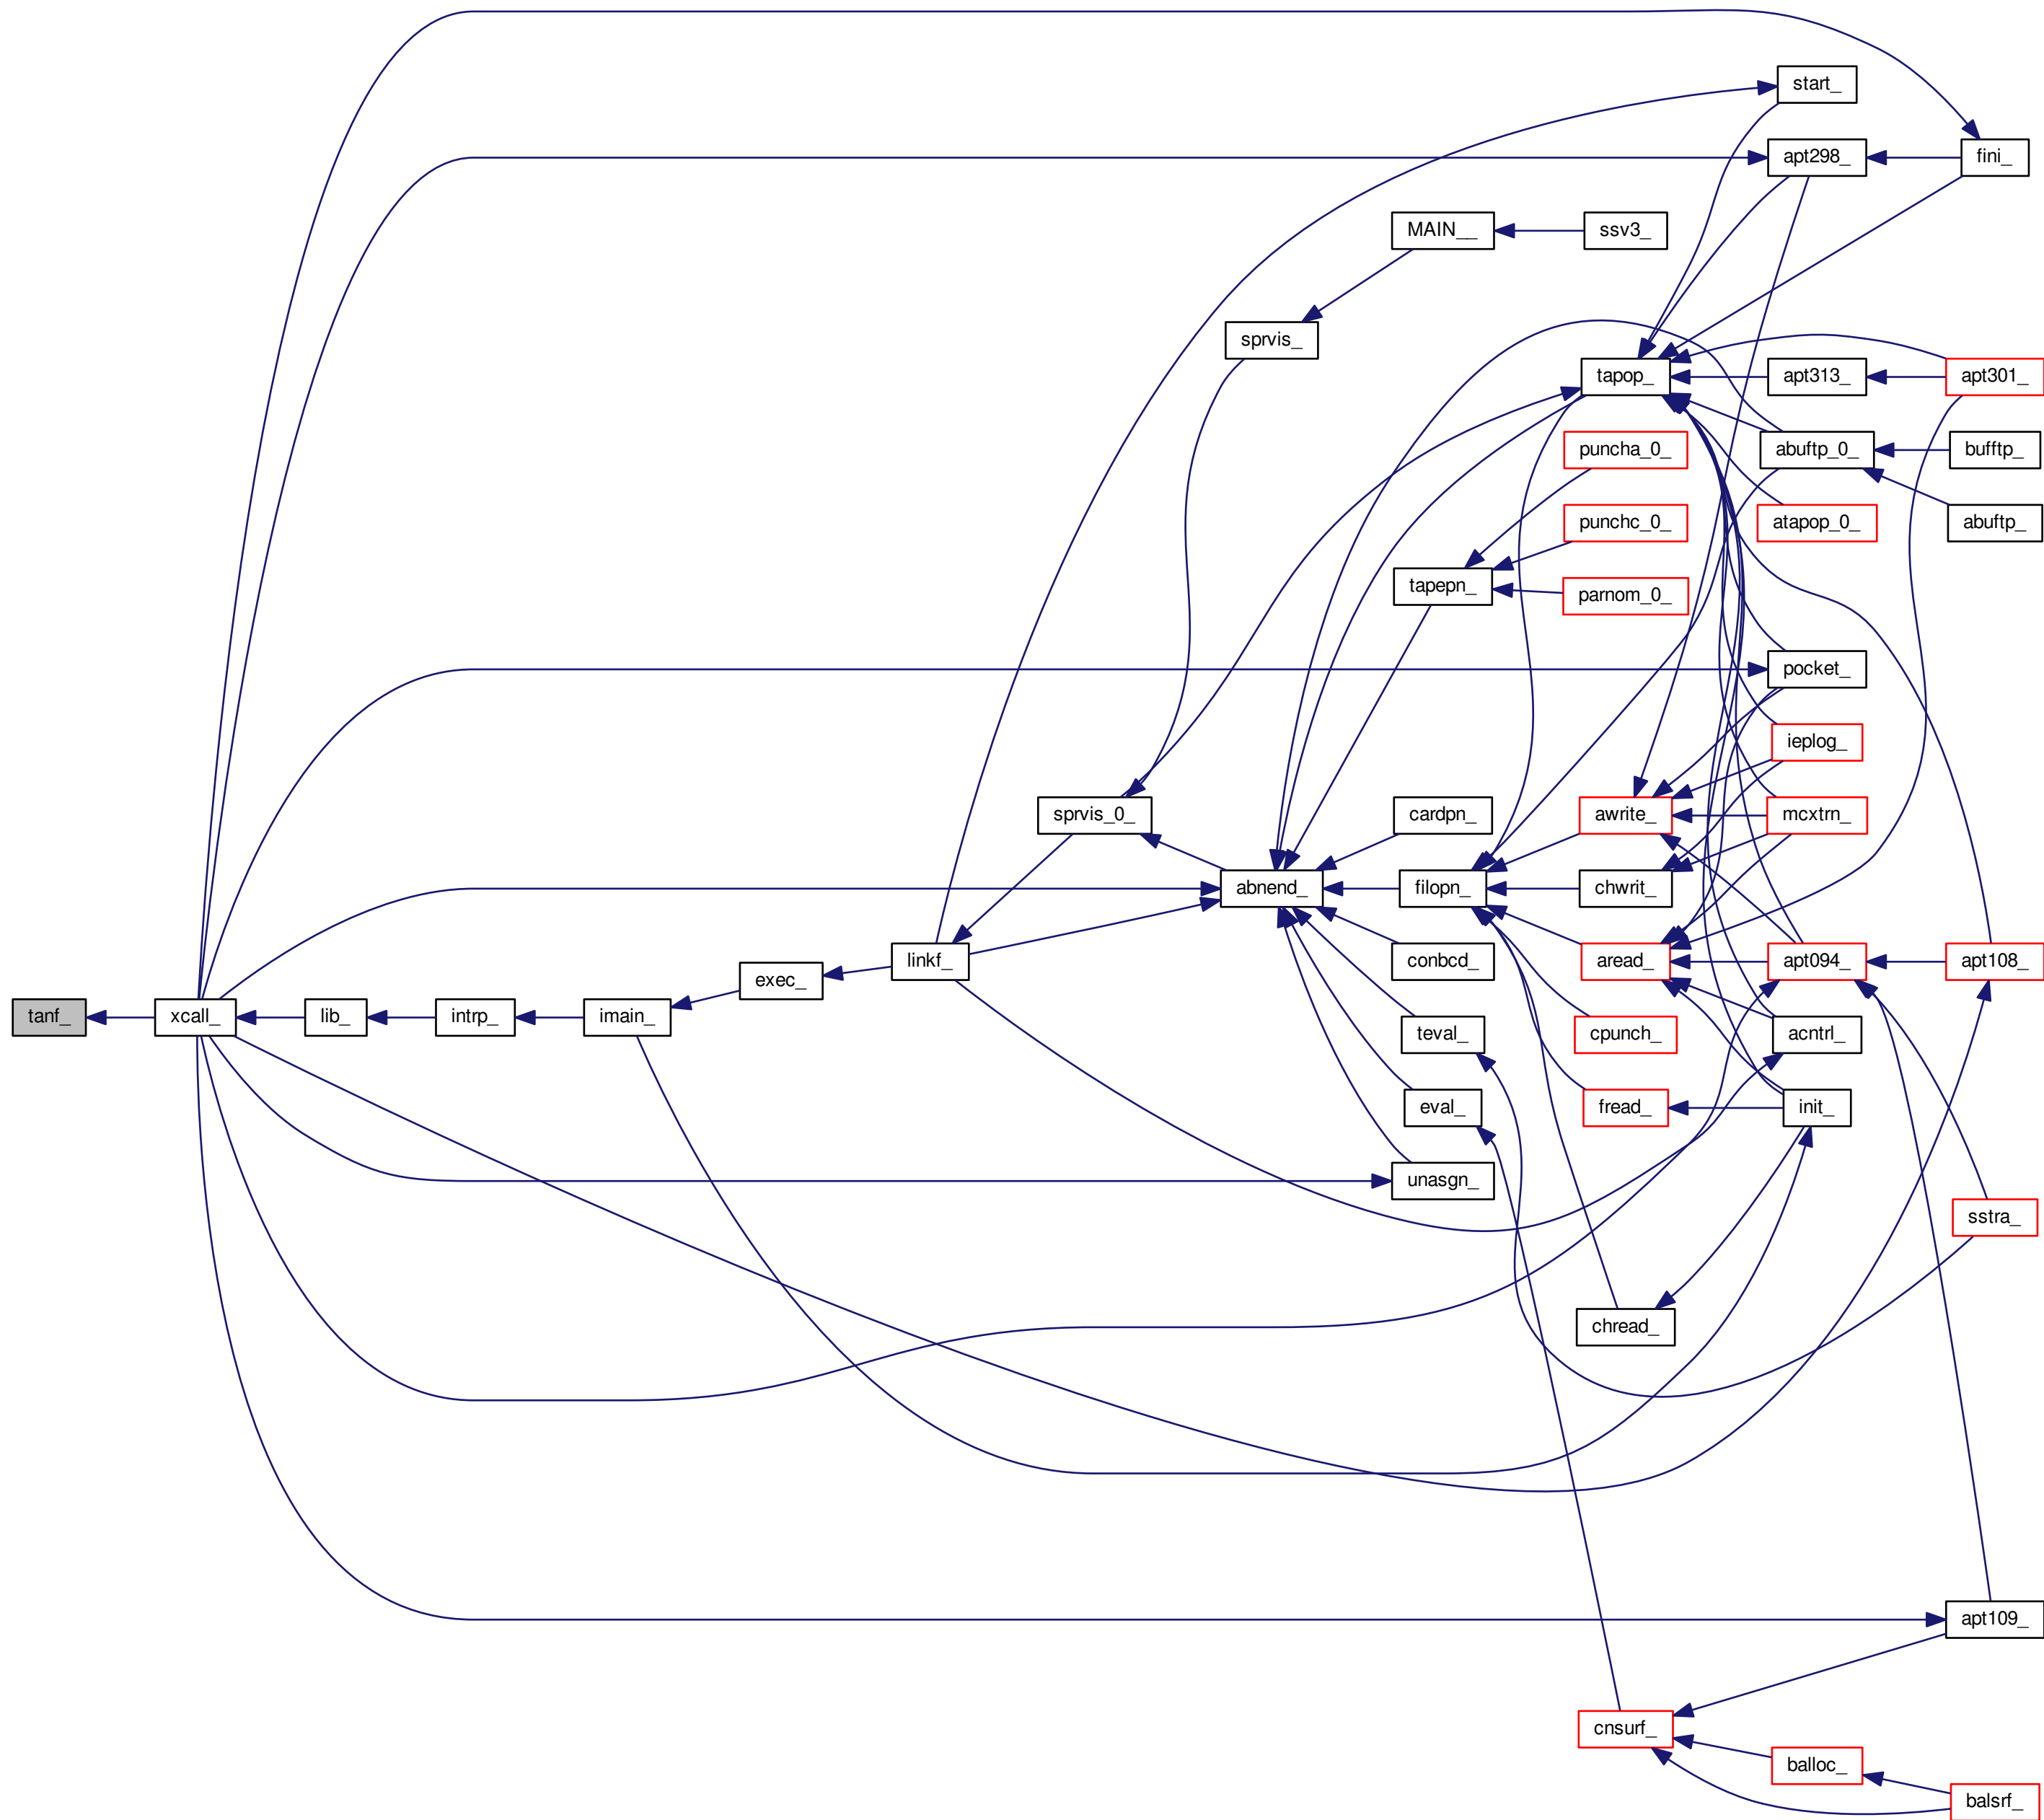 start_
apt298_
fini_
MAIN__
ssv3_
sprvis_
tapop_
apt313_
apt301_
puncha_0_
abuftp_0_
bufftp_
punchc_0_
atapop_0_
abuftp_
tapepn_
parnom_0_
pocket_
ieplog_
sprvis_0_
cardpn_
awrite_
mcxtrn_
abnend_
filopn_
chwrit_
linkf_
conbcd_
aread_
apt094_
apt108_
exec_
tanf_
xcall_
lib_
intrp_
imain_
teval_
cpunch_
acntrl_
eval_
fread_
init_
unasgn_
sstra_
chread_
apt109_
cnsurf_
balloc_
balsrf_